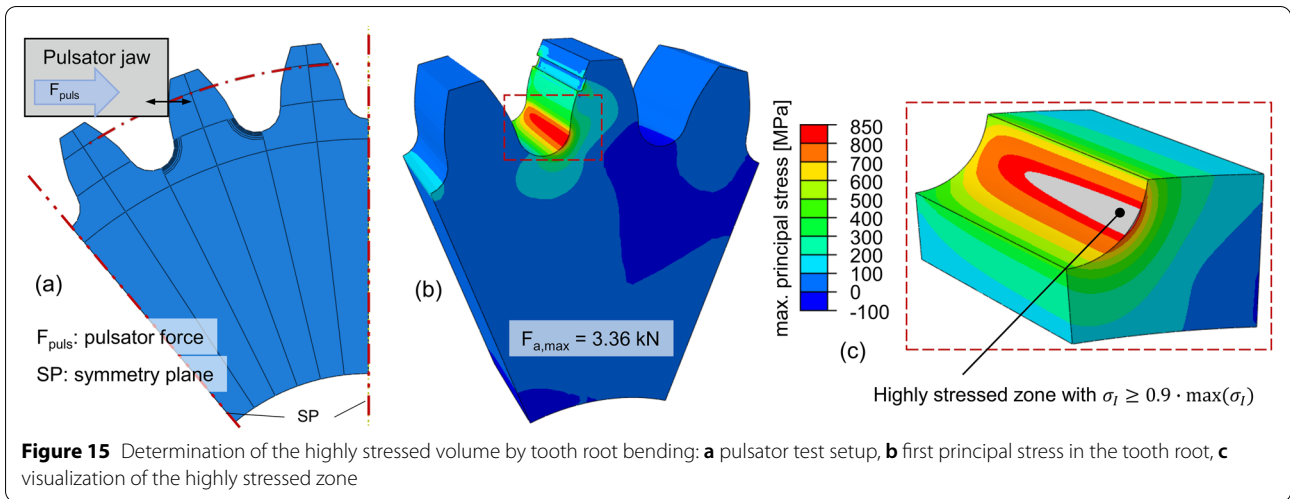 Pulsator jaw
F_puls
(a)
F_puls: pulsator force
SP: symmetry plane
SP
(b)
F_a,max = 3.36 kN
max. principal stress [MPa]
850
800
700
600
500
400
300
200
100
0
-100
(c)
Highly stressed zone with σ_I ≥ 0.9 · max(σ_I)
Figure 15 Determination of the highly stressed volume by tooth root bending: a pulsator test setup, b first principal stress in the tooth root, c
visualization of the highly stressed zone